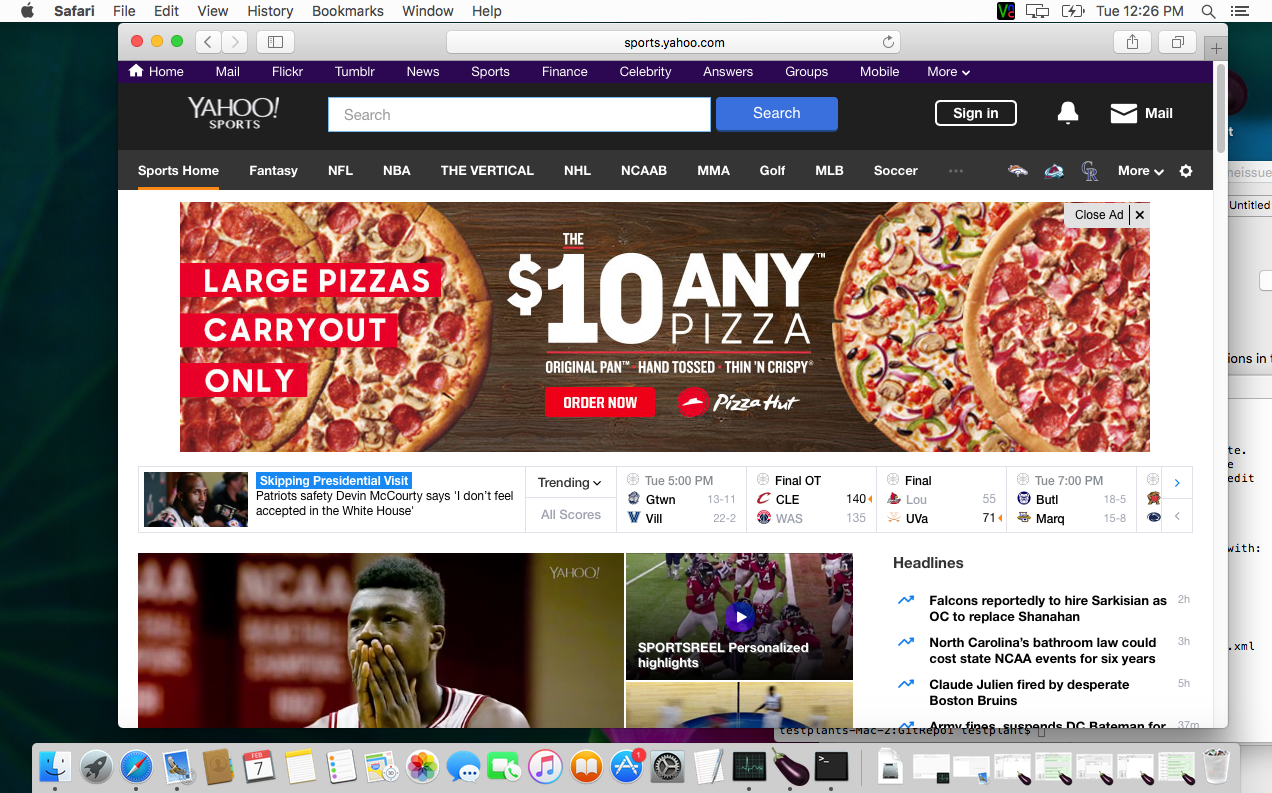 Safari File Edit View History Bookmarks Window Help
Tue 12:26 PM
sports.yahoo.com
Home Mail Flickr Tumblr News Sports Finance Celebrity Answers Groups Mobile More
YAHOO!
SPORTS
Search
Search
Sign in
Mail
Sports Home Fantasy NFL NBA THE VERTICAL NHL NCAAB MMA Golf MLB Soccer ··· More
Close Ad
LARGE PIZZAS
CARRYOUT
ONLY
THE
$10 ANY™
PIZZA
ORIGINAL PAN™ · HAND TOSSED · THIN 'N CRISPY®
ORDER NOW
Pizza Hut
Skipping Presidential Visit
Patriots safety Devin McCourty says 'I don't feel
accepted in the White House'
Trending
All Scores
Tue 5:00 PM
Gtwn 13-11
Vill 22-2
Final OT
CLE 140
WAS 135
Final
Lou 55
UVa 71
Tue 7:00 PM
Butl 18-5
Marq 15-8
YAHOO!
SPORTSREEL Personalized
highlights
Headlines
Falcons reportedly to hire Sarkisian as 2h
OC to replace Shanahan
North Carolina's bathroom law could 3h
cost state NCAA events for six years
Claude Julien fired by desperate 5h
Boston Bruins
Army fines, suspends DC Bateman for 37m
neissue
Untitled
ions in t
te.
e
edit
with:
.xml
testplants-Mac-2:GitRepo1 testplant$
FEB
7
1